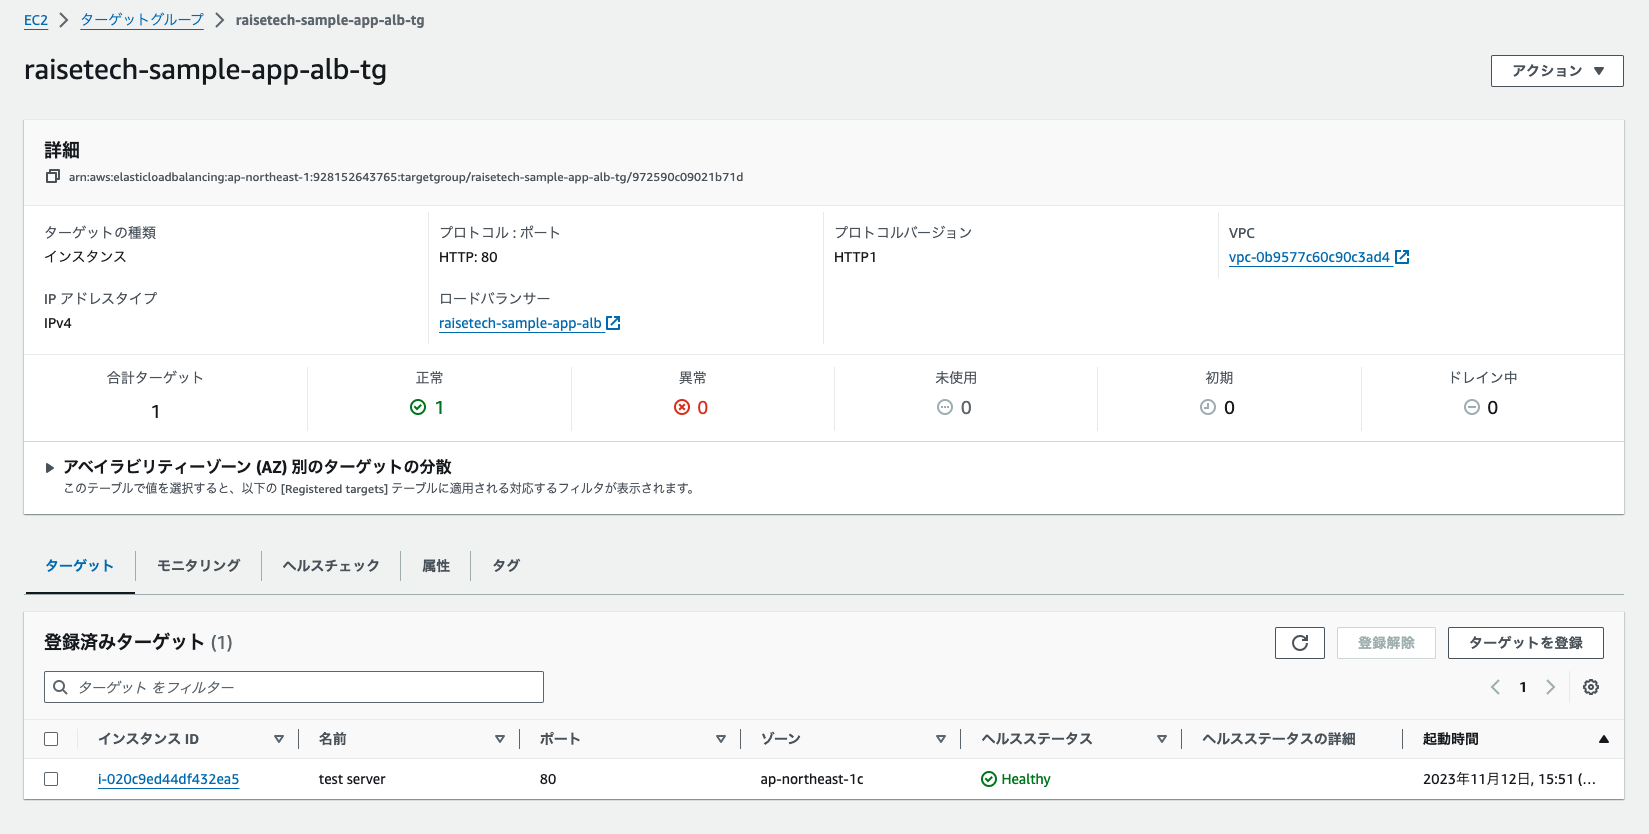 EC2 > ターゲットグループ > raisetech-sample-app-alb-tg
raisetech-sample-app-alb-tg
アクション ▼
詳細
arn:aws:elasticloadbalancing:ap-northeast-1:928152643765:targetgroup/raisetech-sample-app-alb-tg/972590c09021b71d
ターゲットの種類
インスタンス
プロトコル : ポート
HTTP: 80
プロトコルバージョン
HTTP1
VPC
vpc-0b9577c60c90c3ad4
IP アドレスタイプ
IPv4
ロードバランサー
raisetech-sample-app-alb
合計ターゲット
1
正常
1
異常
0
未使用
0
初期
0
ドレイン中
0
アベイラビリティーゾーン (AZ) 別のターゲットの分散
このテーブルで値を選択すると、以下の [Registered targets] テーブルに適用される対応するフィルタが表示されます。
ターゲット モニタリング ヘルスチェック 属性 タグ
登録済みターゲット (1)
登録解除 ターゲットを登録
ターゲット をフィルター
1
インスタンス ID 名前 ポート ゾーン ヘルスステータス ヘルスステータスの詳細 起動時間
i-020c9ed44df432ea5 test server 80 ap-northeast-1c Healthy 2023年11月12日, 15:51 (...